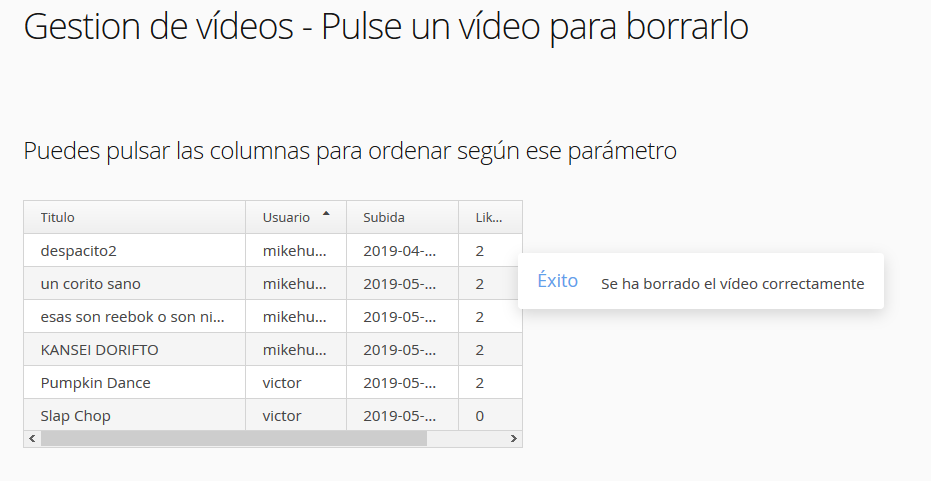 Gestion de vídeos - Pulse un vídeo para borrarlo
Puedes pulsar las columnas para ordenar según ese parámetro
Titulo Usuario Subida Lik...
despacito2 mikehu... 2019-04-... 2
un corito sano mikehu... 2019-05-... 2
Éxito Se ha borrado el vídeo correctamente
esas son reebok o son ni... mikehu... 2019-05-... 2
KANSEI DORIFTO mikehu... 2019-05-... 2
Pumpkin Dance victor 2019-05-... 2
Slap Chop victor 2019-05-... 0